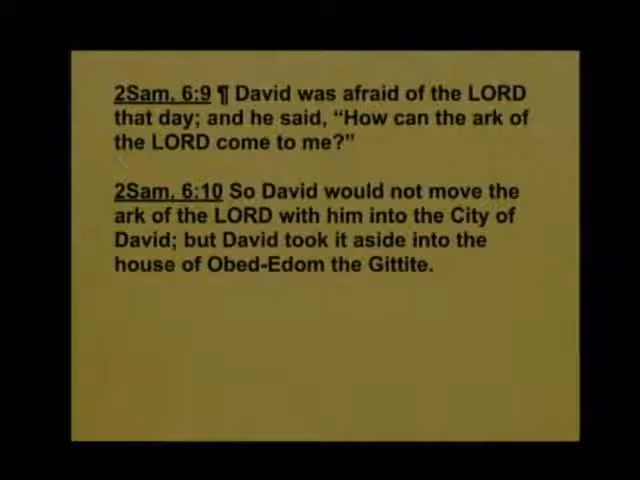 2Sam. 6:9 ¶ David was afraid of the LORD
that day; and he said, “How can the ark of
the LORD come to me?”
2Sam. 6:10 So David would not move the
ark of the LORD with him into the City of
David; but David took it aside into the
house of Obed-Edom the Gittite.